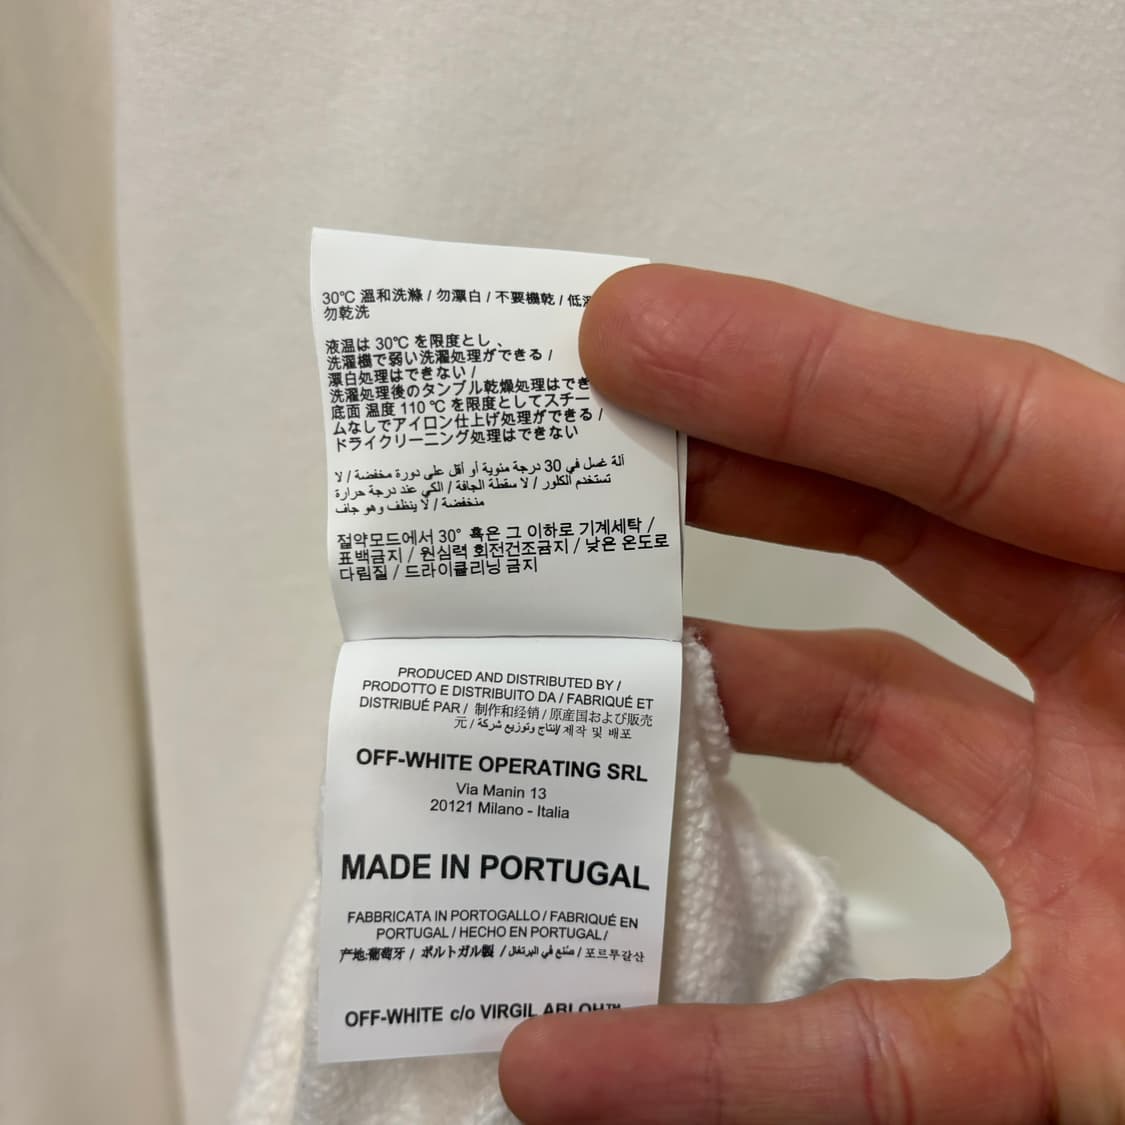 30℃ 溫和洗滌 / 勿漂白 / 不要機乾 / 低
勿乾洗
液温は 30℃ を限度とし 、
洗濯機で弱い洗濯処理ができる /
漂白処理はできない /
洗濯処理後のタンブル乾燥処理はでき
底面 温度 110 ℃ を限度としてスチー
ムなしでアイロン仕上げ処理ができる /
ドライクリーニング処理はできない
آلة غسل في 30 درجة مئوية أو أقل على دورة مخفضة / لا
تستخدم الكلور / لا سقطة الجافة / الكي عند درجة حرارة
منخفضة / لا ينظف وهو جاف
절약모드에서 30° 혹은 그 이하로 기계세탁 /
표백금지 / 원심력 회전건조금지 / 낮은 온도로
다림질 / 드라이클리닝 금지
PRODUCED AND DISTRIBUTED BY /
PRODOTTO E DISTRIBUITO DA / FABRIQUÉ ET
DISTRIBUÉ PAR / 制作和经销 / 原産国および販売
元 / إنتاج وتوزيع شركة / 제작 및 배포
OFF-WHITE OPERATING SRL
Via Manin 13
20121 Milano - Italia
MADE IN PORTUGAL
FABBRICATA IN PORTOGALLO / FABRIQUÉ EN
PORTUGAL / HECHO EN PORTUGAL /
产地:葡萄牙 / ポルトガル製 / صُنع في البرتغال / 포르투갈산
OFF-WHITE c/o VIRGIL ABLOH™